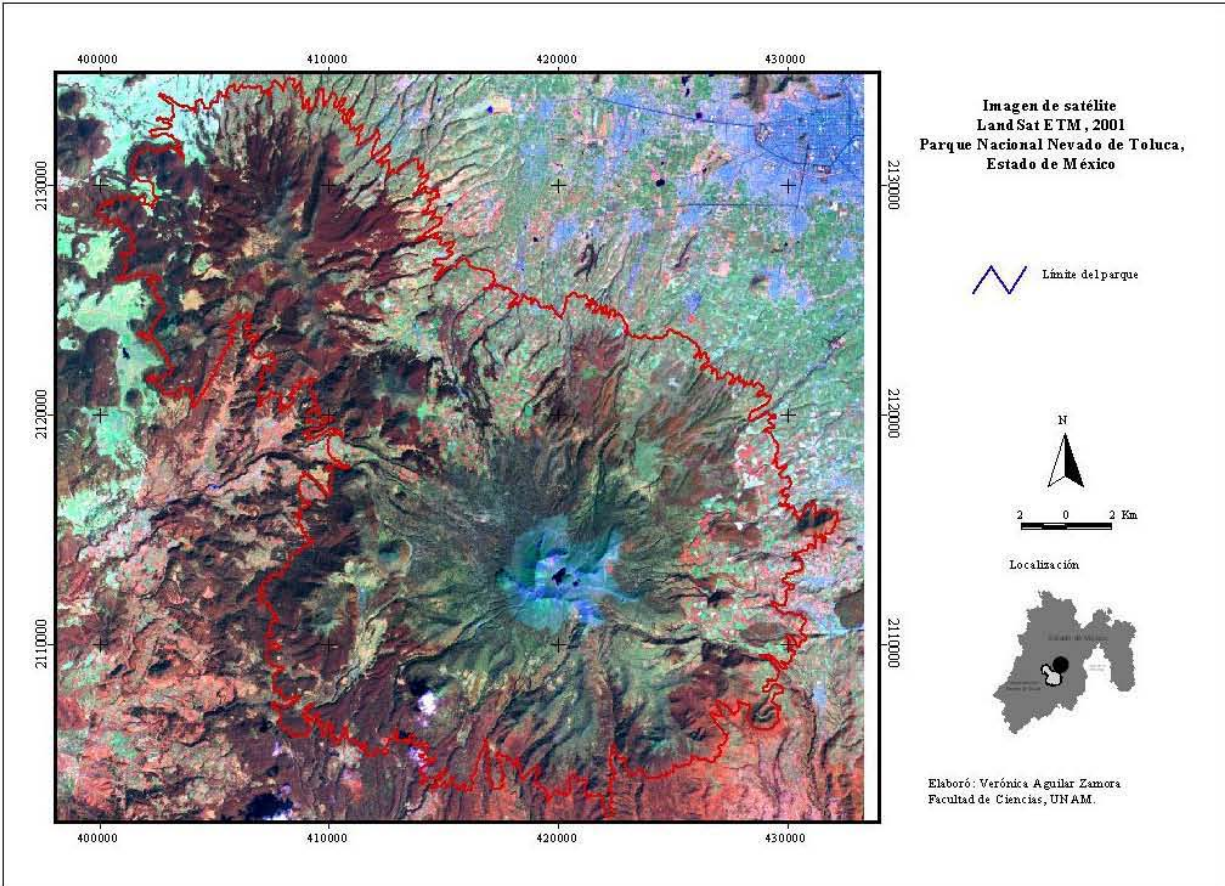 400000
410000
420000
430000
2130000
2120000
2110000
2130000
2120000
2110000
400000
410000
420000
430000
Imagen de satélite
LandSat ETM, 2001
Parque Nacional Nevado de Toluca,
Estado de México
Límite del parque
N
2 0 2 Km
Localización
Estado de México
Elaboró: Verónica Aguilar Zamora
Facultad de Ciencias, UNAM.